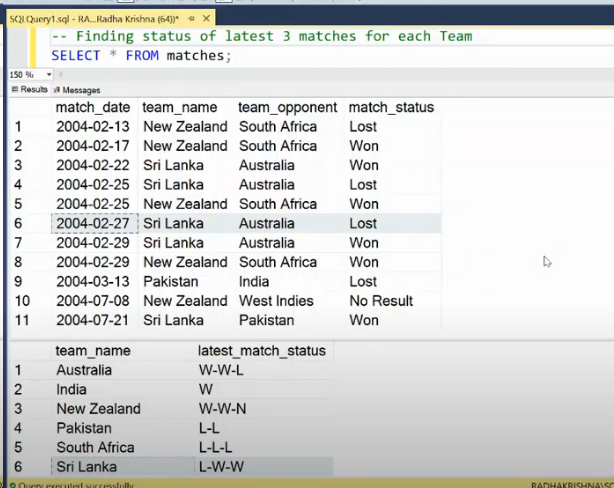 SQLQuery1.sql - RA...Radha Krishna (64))*
-- Finding status of latest 3 matches for each Team
SELECT * FROM matches;
150 %
Results Messages
match_date team_name team_opponent match_status
1 2004-02-13 New Zealand South Africa Lost
2 2004-02-17 New Zealand South Africa Won
3 2004-02-22 Sri Lanka Australia Won
4 2004-02-25 Sri Lanka Australia Lost
5 2004-02-25 New Zealand South Africa Won
6 2004-02-27 Sri Lanka Australia Lost
7 2004-02-29 Sri Lanka Australia Won
8 2004-02-29 New Zealand South Africa Won
9 2004-03-13 Pakistan India Lost
10 2004-07-08 New Zealand West Indies No Result
11 2004-07-21 Sri Lanka Pakistan Won
team_name latest_match_status
1 Australia W-W-L
2 India W
3 New Zealand W-W-N
4 Pakistan L-L
5 South Africa L-L-L
6 Sri Lanka L-W-W
Query executed successfully.